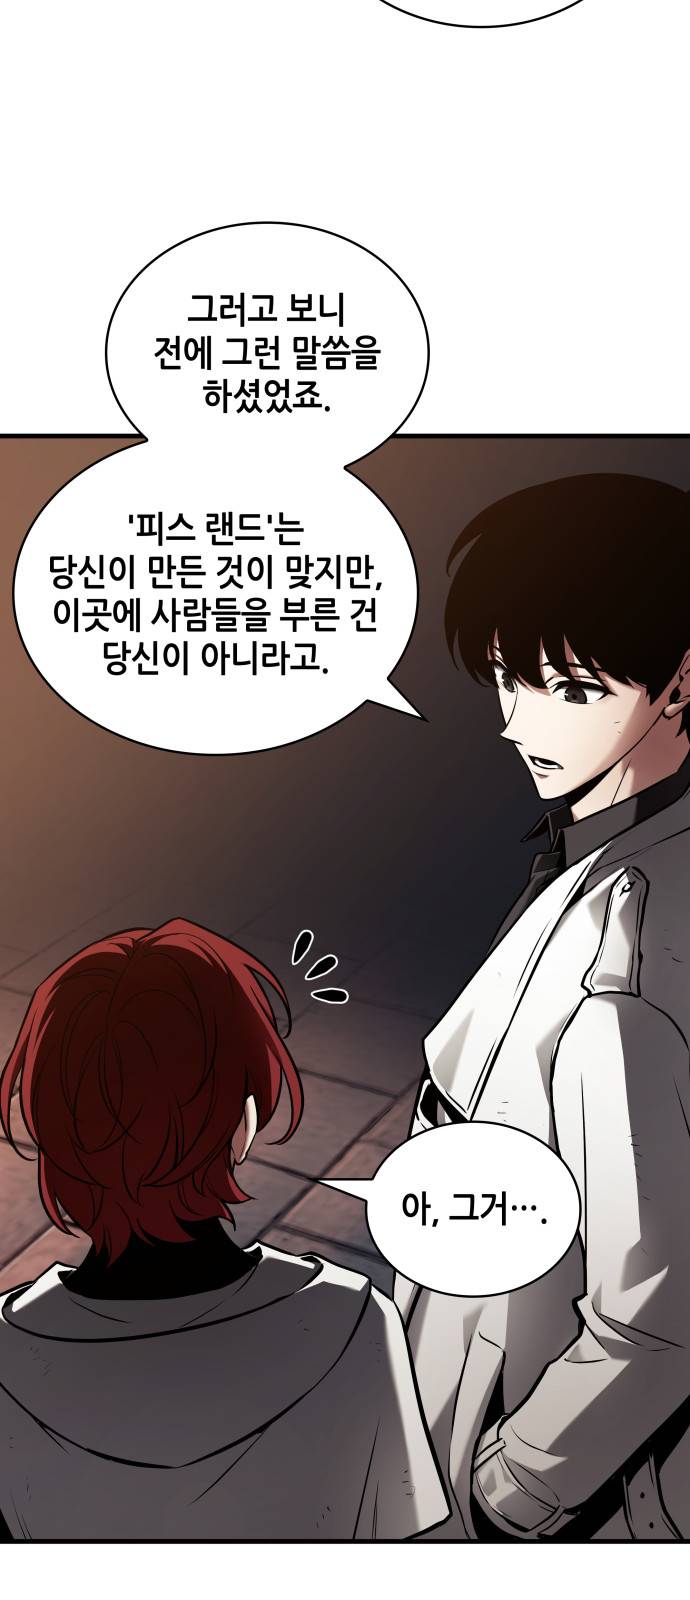 그러고 보니
전에 그런 말씀을
하셨었죠.
'피스 랜드'는
당신이 만든 것이 맞지만,
이곳에 사람들을 부른 건
당신이 아니라고.
아, 그거….